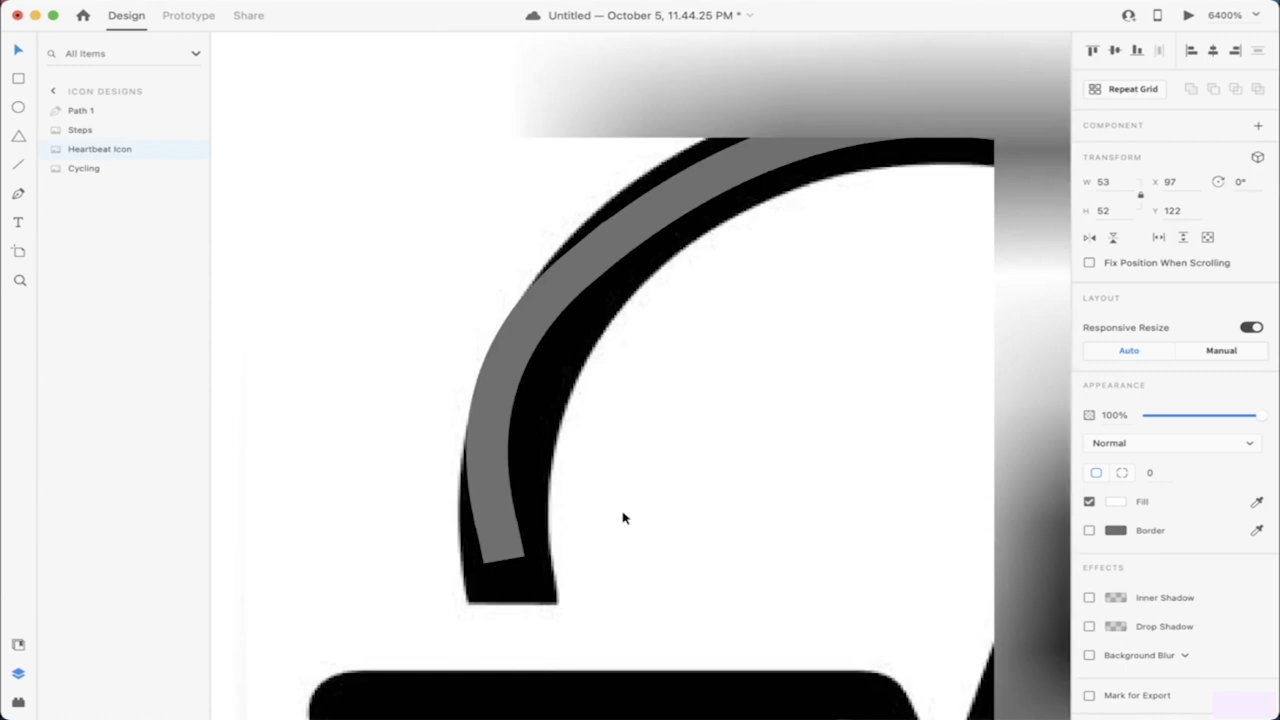 Design Prototype Share Untitled — October 5, 11.44.25 PM * 6400%
All Items
ICON DESIGNS
Path 1
Steps
Heartbeat Icon
Cycling
T
Repeat Grid
COMPONENT
TRANSFORM
W 53 X 97 0°
H 52 Y 122
Fix Position When Scrolling
LAYOUT
Responsive Resize
Auto Manual
APPEARANCE
100%
Normal
0
Fill
Border
EFFECTS
Inner Shadow
Drop Shadow
Background Blur
Mark for Export